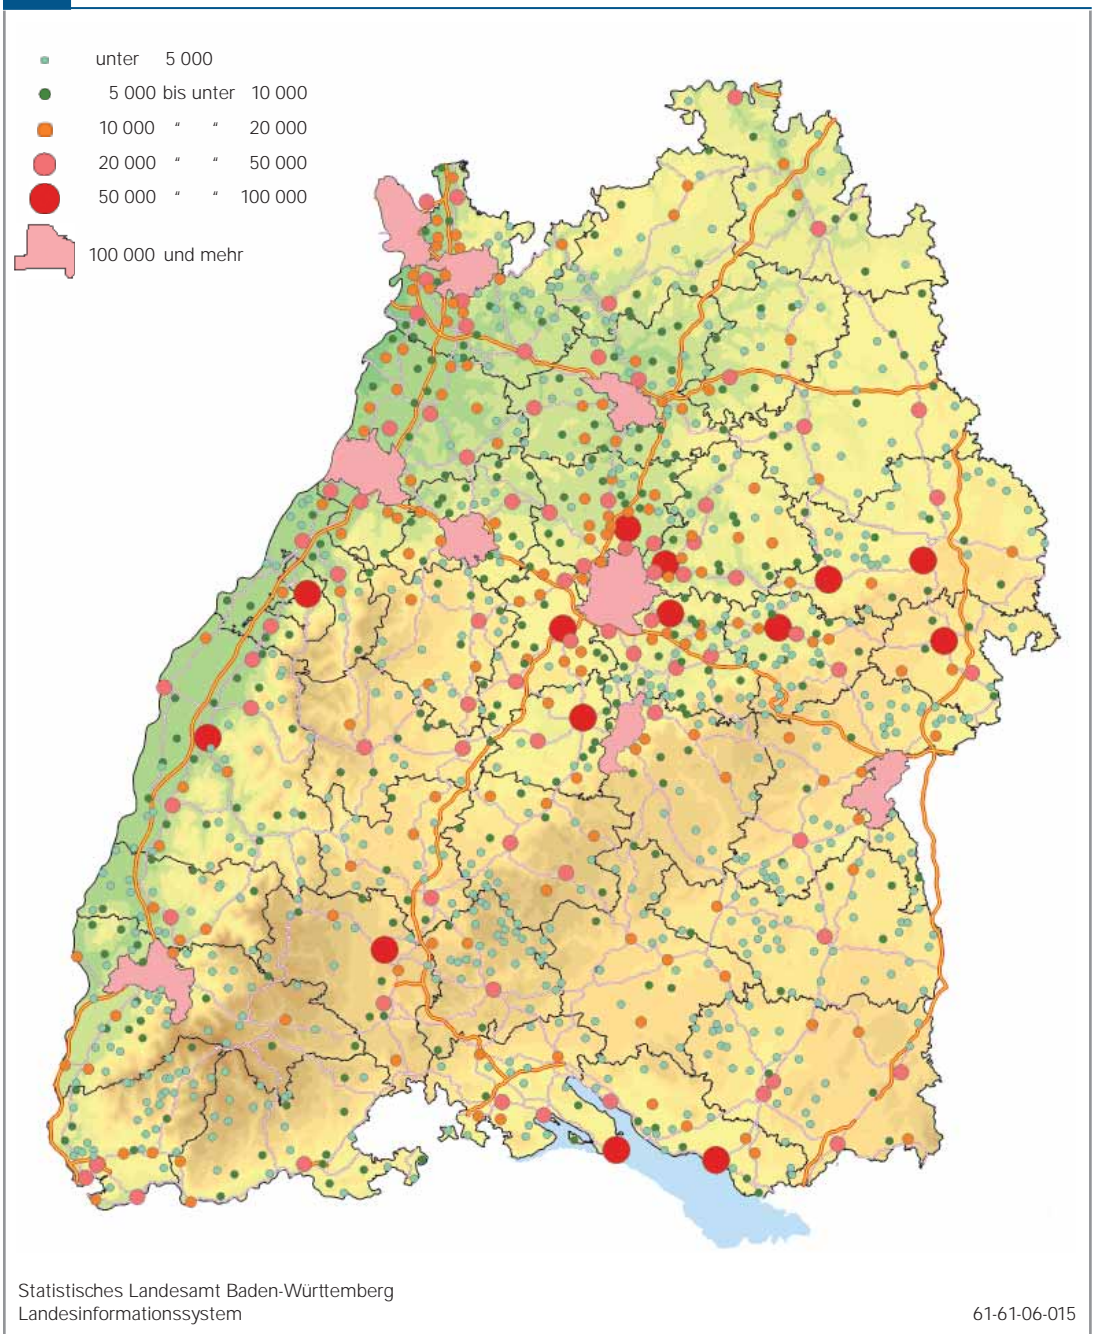 unter 5 000
5 000 bis unter 10 000
10 000 “ “ 20 000
20 000 “ “ 50 000
50 000 “ “ 100 000
100 000 und mehr
Statistisches Landesamt Baden-Württemberg
Landesinformationssystem 61-61-06-015